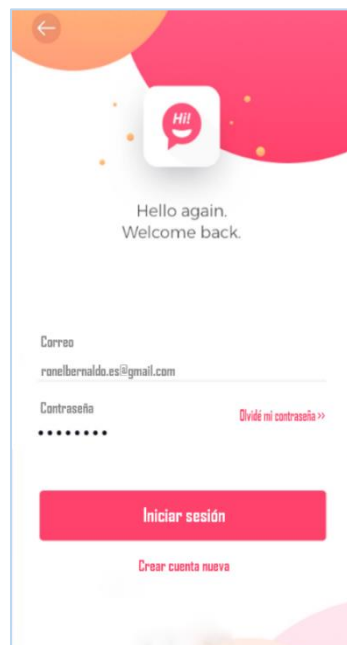 Hi!
Hello again.
Welcome back.
Correo
ronelbernaldo.es@gmail.com
Contraseña
Olvidé mi contraseña >>
Iniciar sesión
Crear cuenta nueva